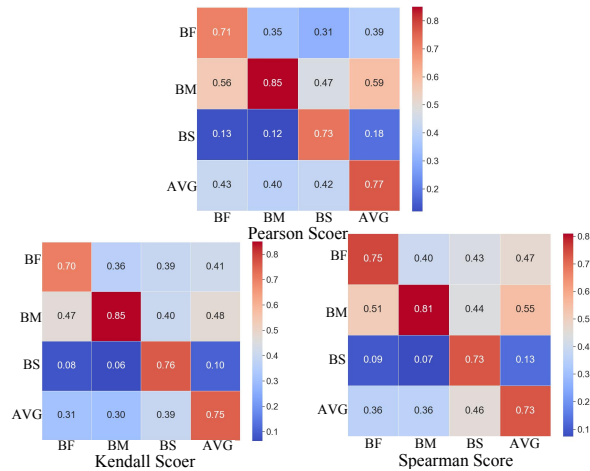 BF 0.71 0.35 0.31 0.39
BM 0.56 0.85 0.47 0.59
BS 0.13 0.12 0.73 0.18
AVG 0.43 0.40 0.42 0.77
BF BM BS AVG
Pearson Scoer
0.8
0.7
0.6
0.5
0.4
0.3
0.2
BF 0.70 0.36 0.39 0.41
BM 0.47 0.85 0.40 0.48
BS 0.08 0.06 0.76 0.10
AVG 0.31 0.30 0.39 0.75
BF BM BS AVG
Kendall Scoer
0.8
0.7
0.6
0.5
0.4
0.3
0.2
0.1
BF 0.75 0.40 0.43 0.47
BM 0.51 0.81 0.44 0.55
BS 0.09 0.07 0.73 0.13
AVG 0.36 0.36 0.46 0.73
BF BM BS AVG
Spearman Score
0.8
0.7
0.6
0.5
0.4
0.3
0.2
0.1